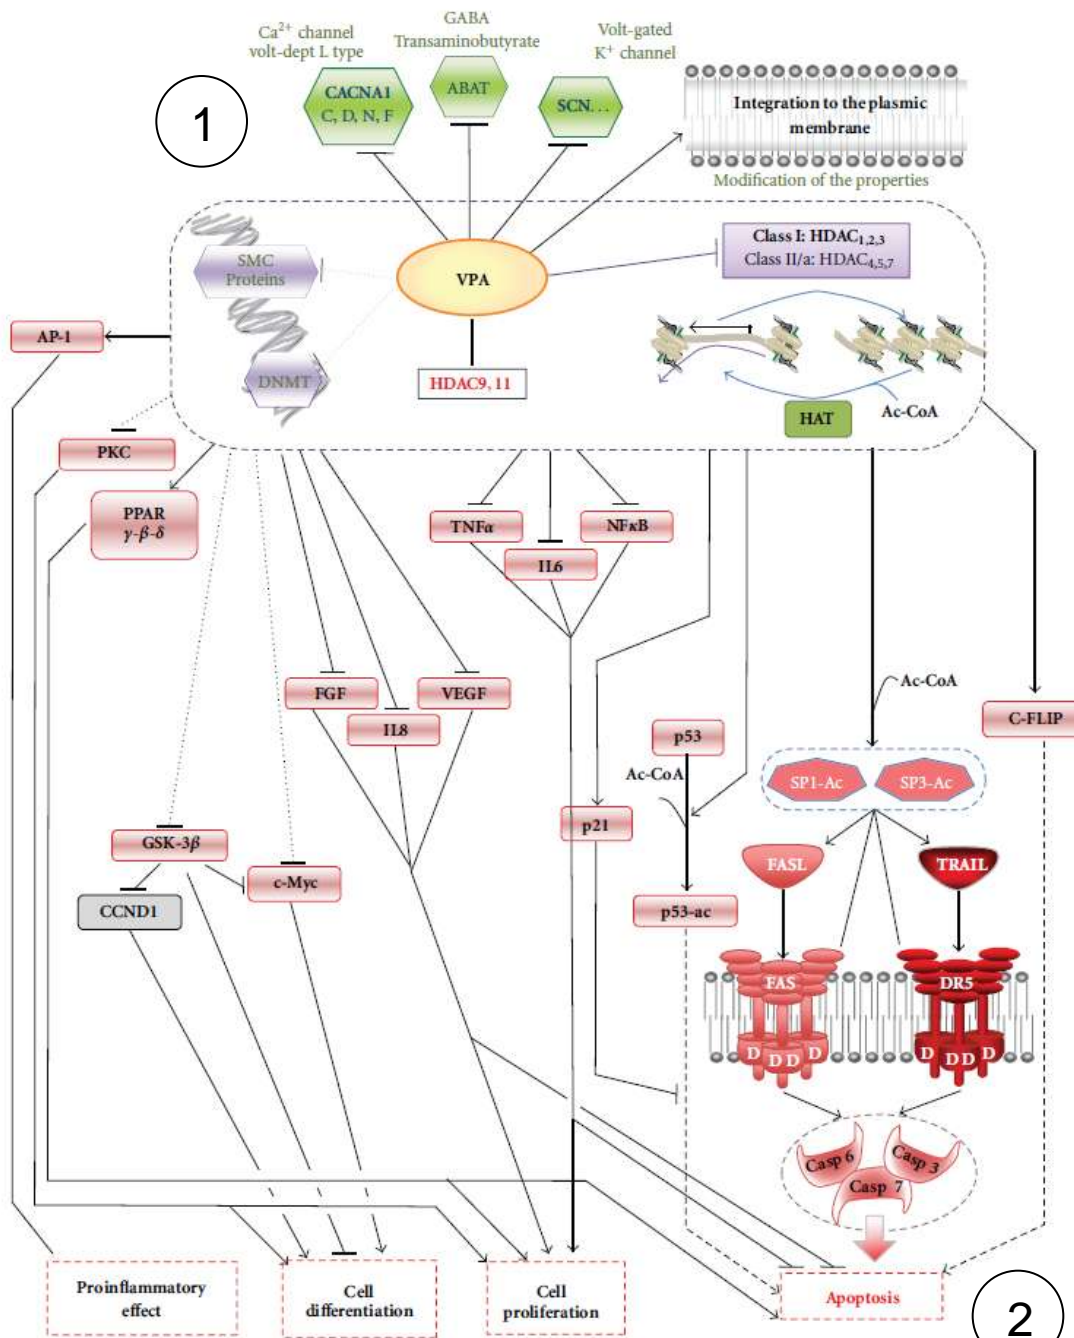 Ca²⁺ channel
volt-dept L type
GABA
Transaminobutyrate
Volt-gated
K⁺ channel
1
CACNA1
C, D, N, F
ABAT
SCN...
Integration to the plasmic
membrane
Modification of the properties
SMC
Proteins
VPA
Class I: HDAC₁,₂,₃
Class II/a: HDAC₄,₅,₇
AP-1
DNMT
HDAC9, 11
HAT
Ac-CoA
PKC
PPAR
γ-β-δ
TNFα
NFκB
IL6
FGF
VEGF
IL8
Ac-CoA
C-FLIP
p53
Ac-CoA
SP1-Ac
SP3-Ac
p21
GSK-3β
c-Myc
FASL
TRAIL
CCND1
p53-ac
FAS
DR5
D D D D
D D D D
Casp 6
Casp 3
Casp 7
Proinflammatory
effect
Cell
differentiation
Cell
proliferation
Apoptosis
2